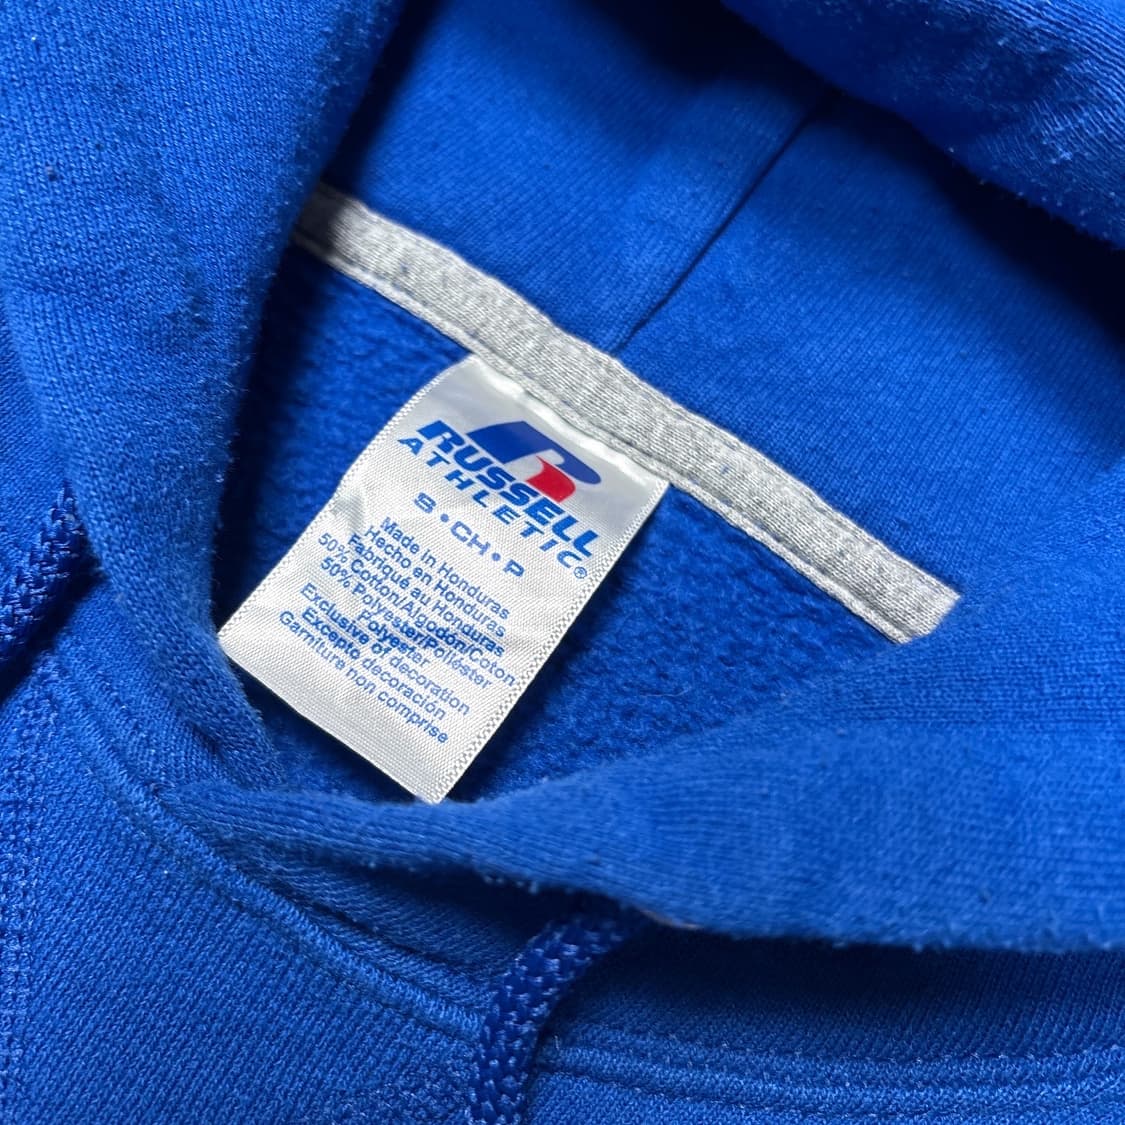 R
RUSSELL
ATHLETIC®
S•CH•P
Made in Honduras
Hecho en Honduras
Fabriqué au Honduras
50% Cotton/Algodón/Coton
50% Polyester/Poliéster
Polyester
Exclusive of decoration
Excepto decoración
Garniture non comprise